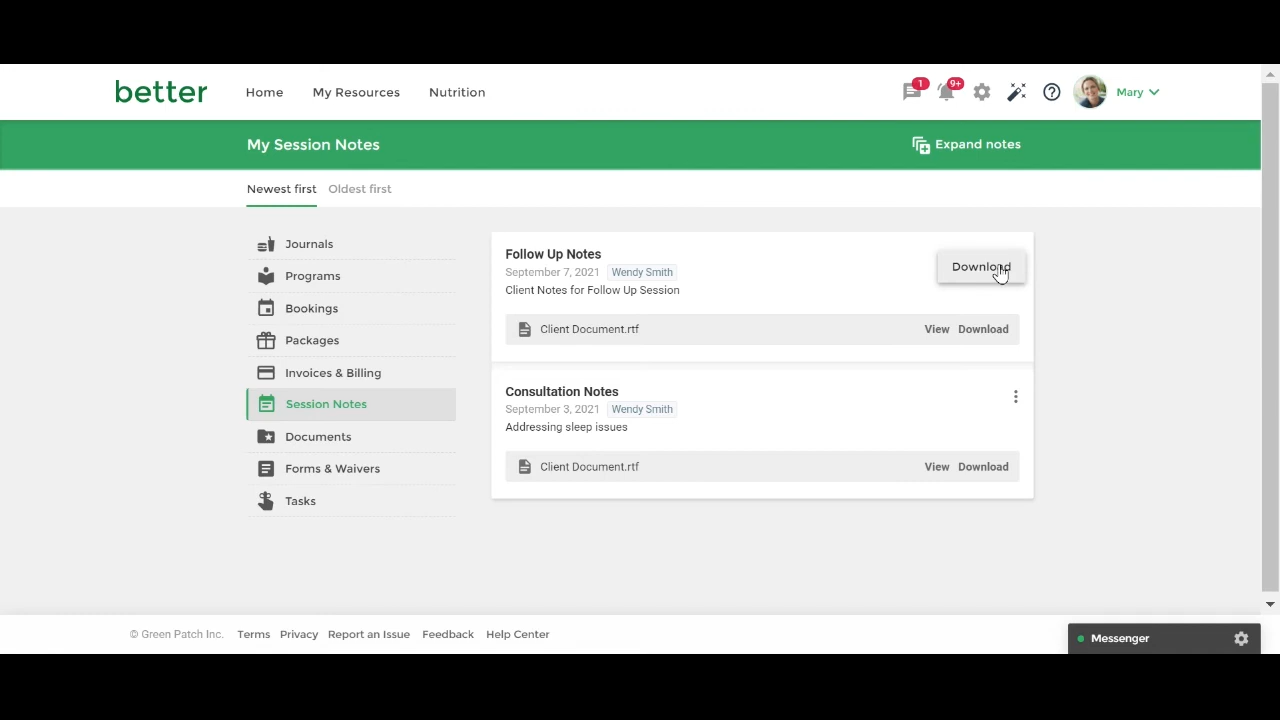 better
Home My Resources Nutrition
1
9+
Mary
My Session Notes
Expand notes
Newest first Oldest first
Journals
Programs
Bookings
Packages
Invoices & Billing
Session Notes
Documents
Forms & Waivers
Tasks
Follow Up Notes
Download
September 7, 2021 Wendy Smith
Client Notes for Follow Up Session
Client Document.rtf View Download
Consultation Notes
September 3, 2021 Wendy Smith
Addressing sleep issues
Client Document.rtf View Download
© Green Patch Inc. Terms Privacy Report an Issue Feedback Help Center
Messenger